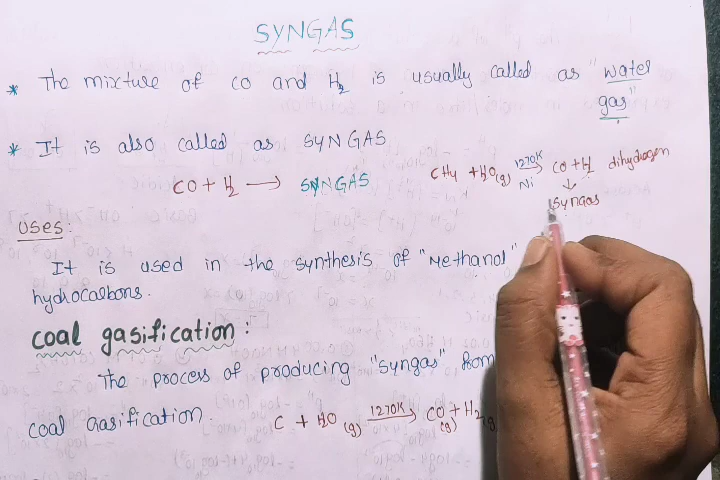 SYNGAS
* The mixture of CO and H2 is usually called as "water
gas"
* It is also called as SYNGAS
CH4 + H2O(g) 1270K → Ni CO + H2 dihydrogen
↓
syngas
CO + H2 → SYNGAS
Uses:
It is used in the synthesis of "Methanol"
hydrocarbons.
coal gasification:
The process of producing "syngas" from
coal gasification.
C + H2O (g) 1270K → CO (g) + H2